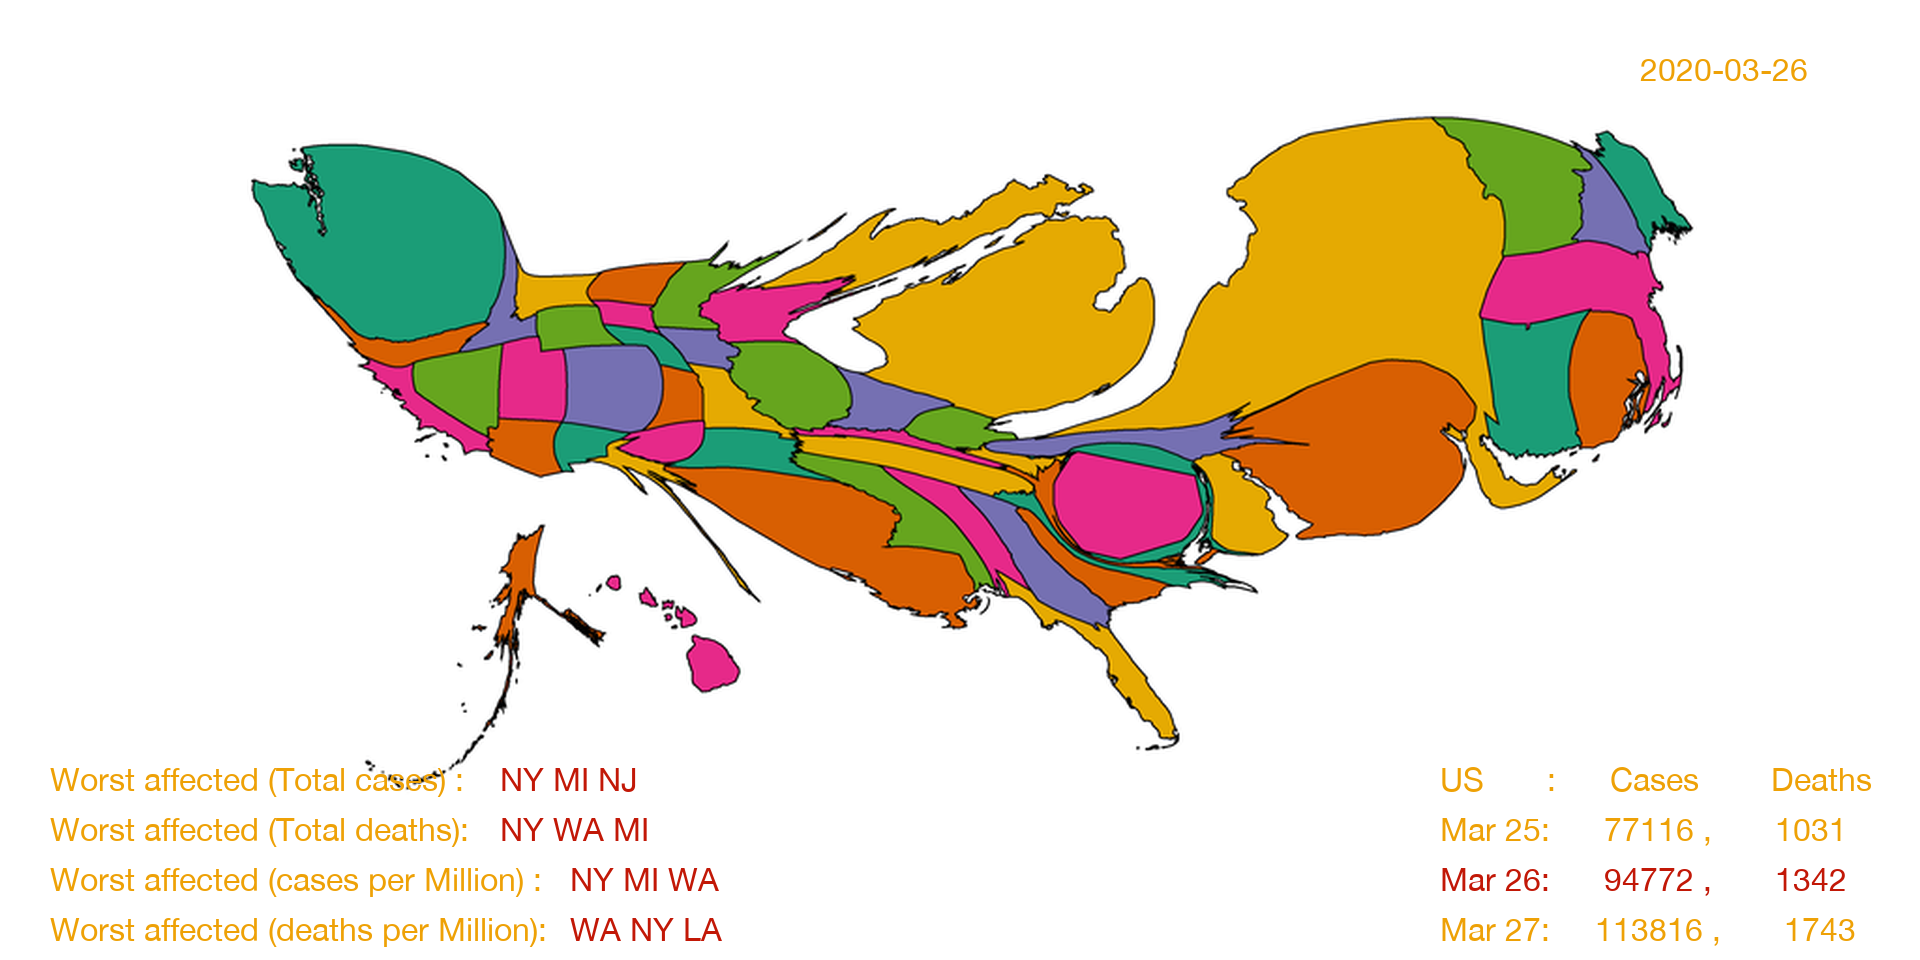 2020-03-26
Worst affected (Total cases) : NY MI NJ
Worst affected (Total deaths): NY WA MI
Worst affected (cases per Million) : NY MI WA
Worst affected (deaths per Million): WA NY LA
US : Cases Deaths
Mar 25: 77116 , 1031
Mar 26: 94772 , 1342
Mar 27: 113816 , 1743